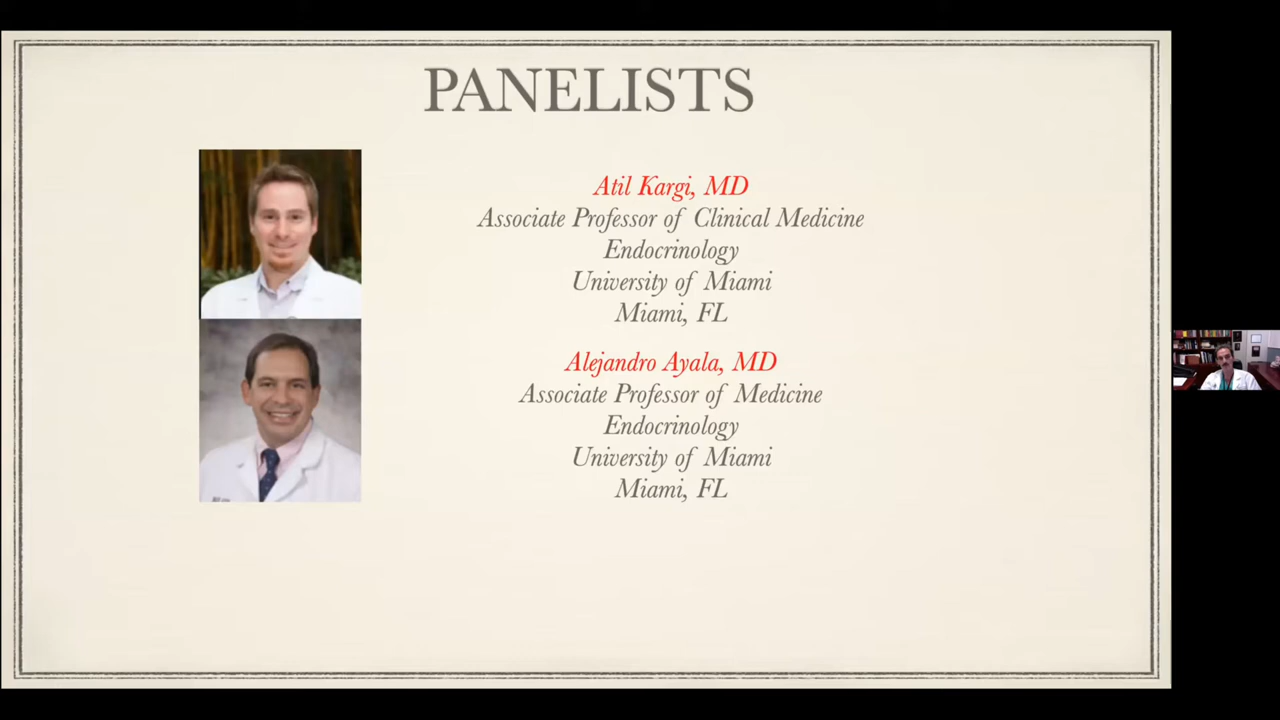 PANELISTS
Atil Kargi, MD
Associate Professor of Clinical Medicine
Endocrinology
University of Miami
Miami, FL
Alejandro Ayala, MD
Associate Professor of Medicine
Endocrinology
University of Miami
Miami, FL